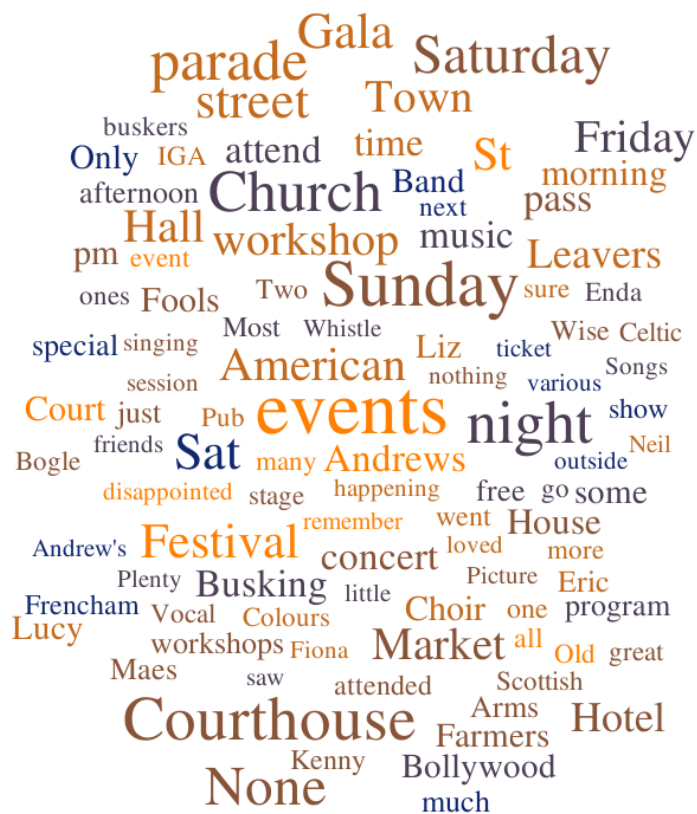 Gala
parade Saturday
street Town
buskers Friday
Only IGA attend time St
afternoon Church Band morning
next pass
Hall workshop music Leavers
pm event
ones Fools Two Sunday sure Enda
special singing Most Whistle Wise Celtic
American Liz ticket Songs
session nothing various
Court just Pub events night show
friends Neil
Bogle Sat many Andrews outside
disappointed stage happening free go some
remember went House
Andrew's Festival concert loved more
Plenty Busking little Picture Eric
Frencham Vocal Colours Choir one program
Lucy workshops Fiona Market all Old great
Maes saw attended Scottish
Courthouse Arms Hotel
Farmers
Kenny Bollywood
None much